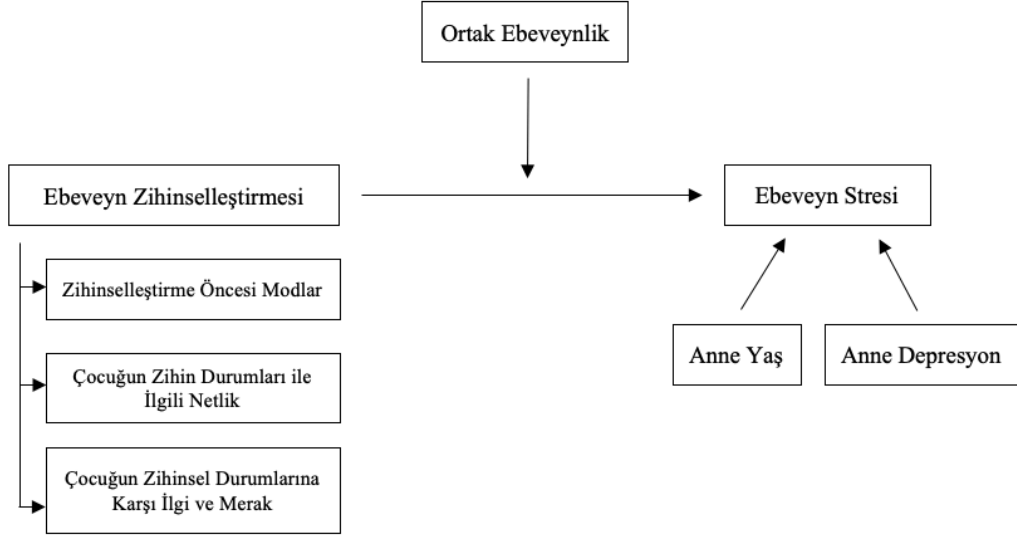 Ortak Ebeveynlik
Ebeveyn Zihinselleştirmesi
Ebeveyn Stresi
Zihinselleştirme Öncesi Modlar
Anne Yaş
Anne Depresyon
Çocuğun Zihin Durumları ile
İlgili Netlik
Çocuğun Zihinsel Durumlarına
Karşı İlgi ve Merak